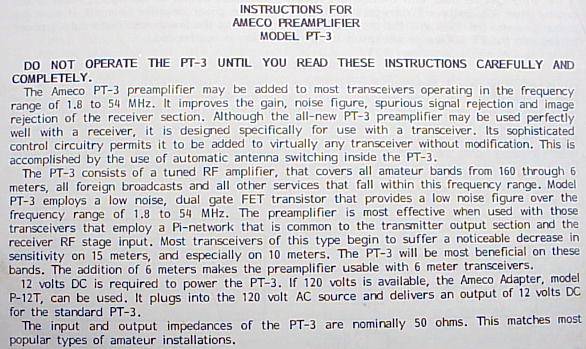 INSTRUCTIONS FOR
AMECO PREAMPLIFIER
MODEL PT-3
DO NOT OPERATE THE PT-3 UNTIL YOU READ THESE INSTRUCTIONS CAREFULLY AND
COMPLETELY.
The Ameco PT-3 preamplifier may be added to most transceivers operating in the frequency
range of 1.8 to 54 MHz. It improves the gain, noise figure, spurious signal rejection and image
rejection of the receiver section. Although the all-new PT-3 preamplifier may be used perfectly
well with a receiver, it is designed specifically for use with a transceiver. Its sophisticated
control circuitry permits it to be added to virtually any transceiver without modification. This is
accomplished by the use of automatic antenna switching inside the PT-3.
The PT-3 consists of a tuned RF amplifier, that covers all amateur bands from 160 through 6
meters, all foreign broadcasts and all other services that fall within this frequency range. Model
PT-3 employs a low noise, dual gate FET transistor that provides a low noise figure over the
frequency range of 1.8 to 54 MHz. The preamplifier is most effective when used with those
transceivers that employ a Pi-network that is common to the transmitter output section and the
receiver RF stage input. Most transceivers of this type begin to suffer a noticeable decrease in
sensitivity on 15 meters, and especially on 10 meters. The PT-3 will be most beneficial on these
bands. The addition of 6 meters makes the preamplifier usable with 6 meter transceivers.
12 volts DC is required to power the PT-3. If 120 volts is available, the Ameco Adapter, model
P-12T, can be used. It plugs into the 120 volt AC source and delivers an output of 12 volts DC
for the standard PT-3.
The input and output impedances of the PT-3 are nominally 50 ohms. This matches most
popular types of amateur installations.